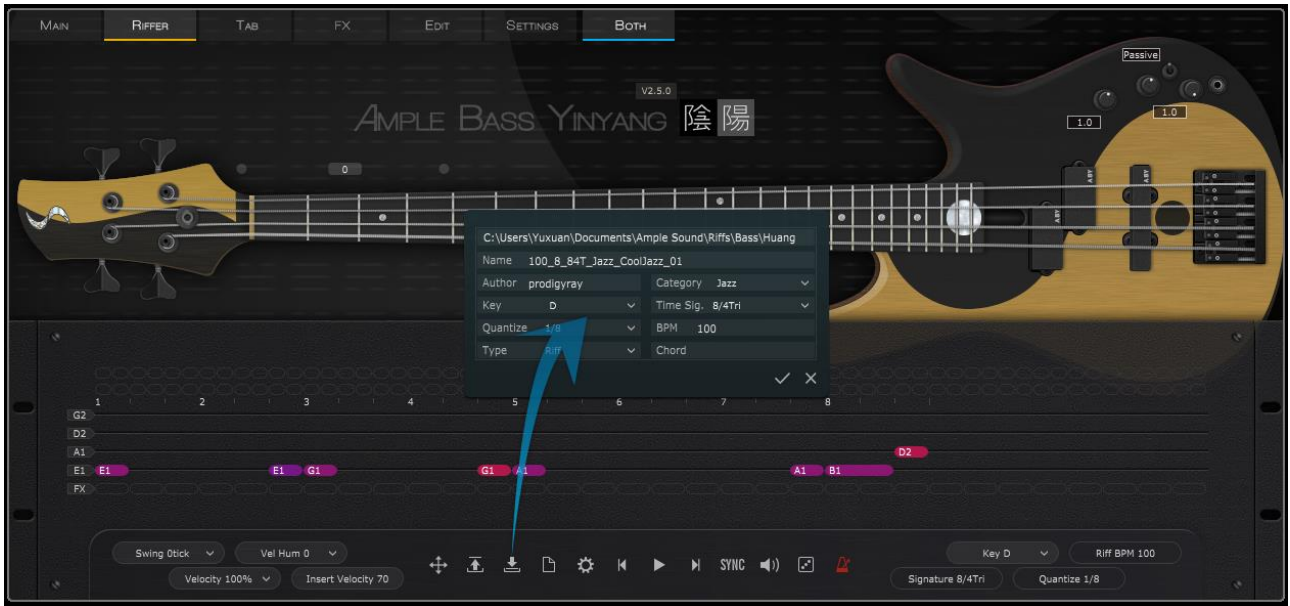 MAIN RIFFER TAB FX EDIT SETTINGS BOTH
Passive
V2.5.0
AMPLE BASS YINYANG 陰陽
1.0
1.0
0
C:\Users\Yuxuan\Documents\Ample Sound\Riffs\Bass\Huang
Name 100_8_84T_Jazz_CoolJazz_01
Author prodigyray Category Jazz
Key D Time Sig. 8/4Tri
Quantize 1/8 BPM 100
Type Riff Chord
1 2 3 4 5 6 7 8
G2
D2
A1 D2
E1 E1 E1 G1 G1 A1 A1 B1
FX
Swing 0tick Vel Hum 0 SYNC Key D Riff BPM 100
Velocity 100% Insert Velocity 70 Signature 8/4Tri Quantize 1/8